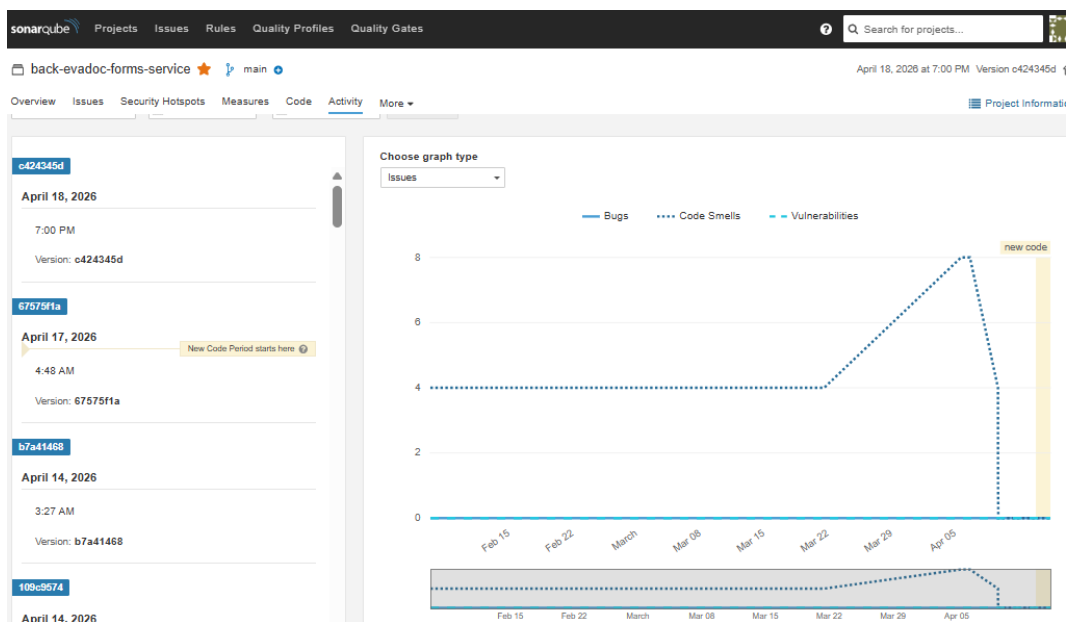 sonarqube Projects Issues Rules Quality Profiles Quality Gates ? Search for projects...
back-evadoc-forms-service main April 18, 2026 at 7:00 PM Version c424345d
Overview Issues Security Hotspots Measures Code Activity More Project Informatio
c424345d
April 18, 2026
7:00 PM
Version: c424345d
67575f1a
April 17, 2026
New Code Period starts here ?
4:48 AM
Version: 67575f1a
b7a41468
April 14, 2026
3:27 AM
Version: b7a41468
109c9574
April 14, 2026
Choose graph type
Issues
Bugs Code Smells Vulnerabilities
new code
8
6
4
2
0
Feb 15 Feb 22 March Mar 08 Mar 15 Mar 22 Mar 29 Apr 05
Feb 15 Feb 22 March Mar 08 Mar 15 Mar 22 Mar 29 Apr 05